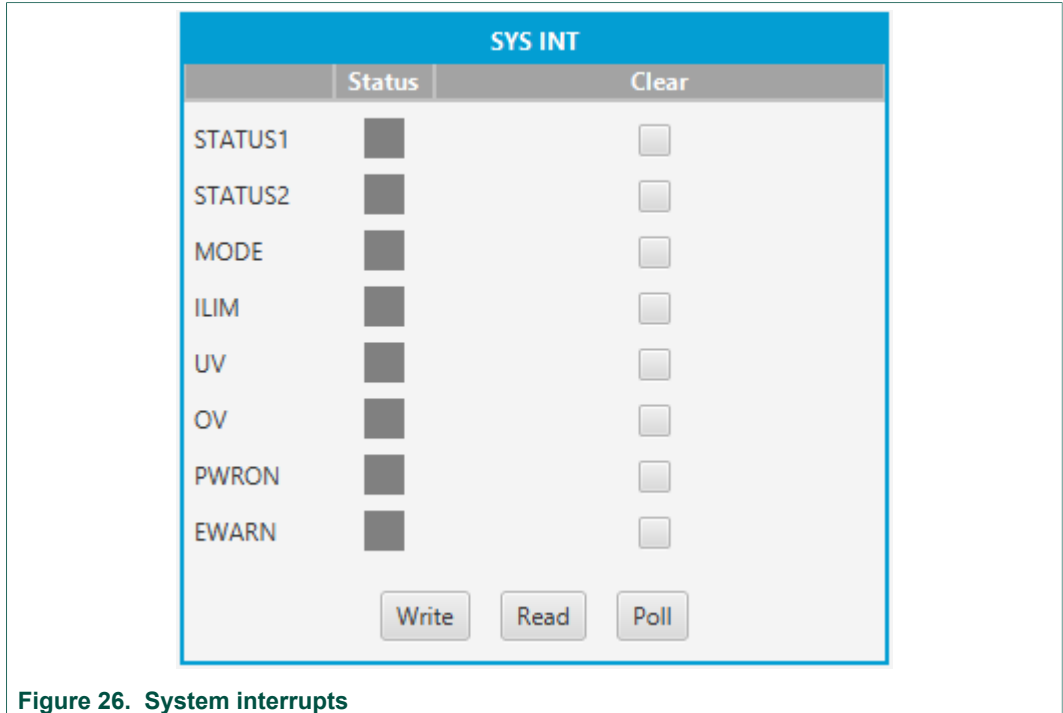 SYS INT
Status Clear
STATUS1
STATUS2
MODE
ILIM
UV
OV
PWRON
EWARN
Write Read Poll
Figure 26. System interrupts